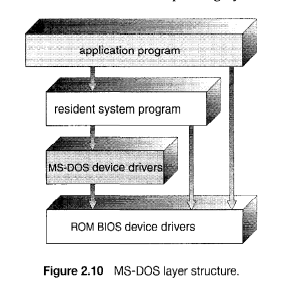 application program
resident system program
MS-DOS device drivers
ROM BIOS device drivers
Figure 2.10 MS-DOS layer structure.